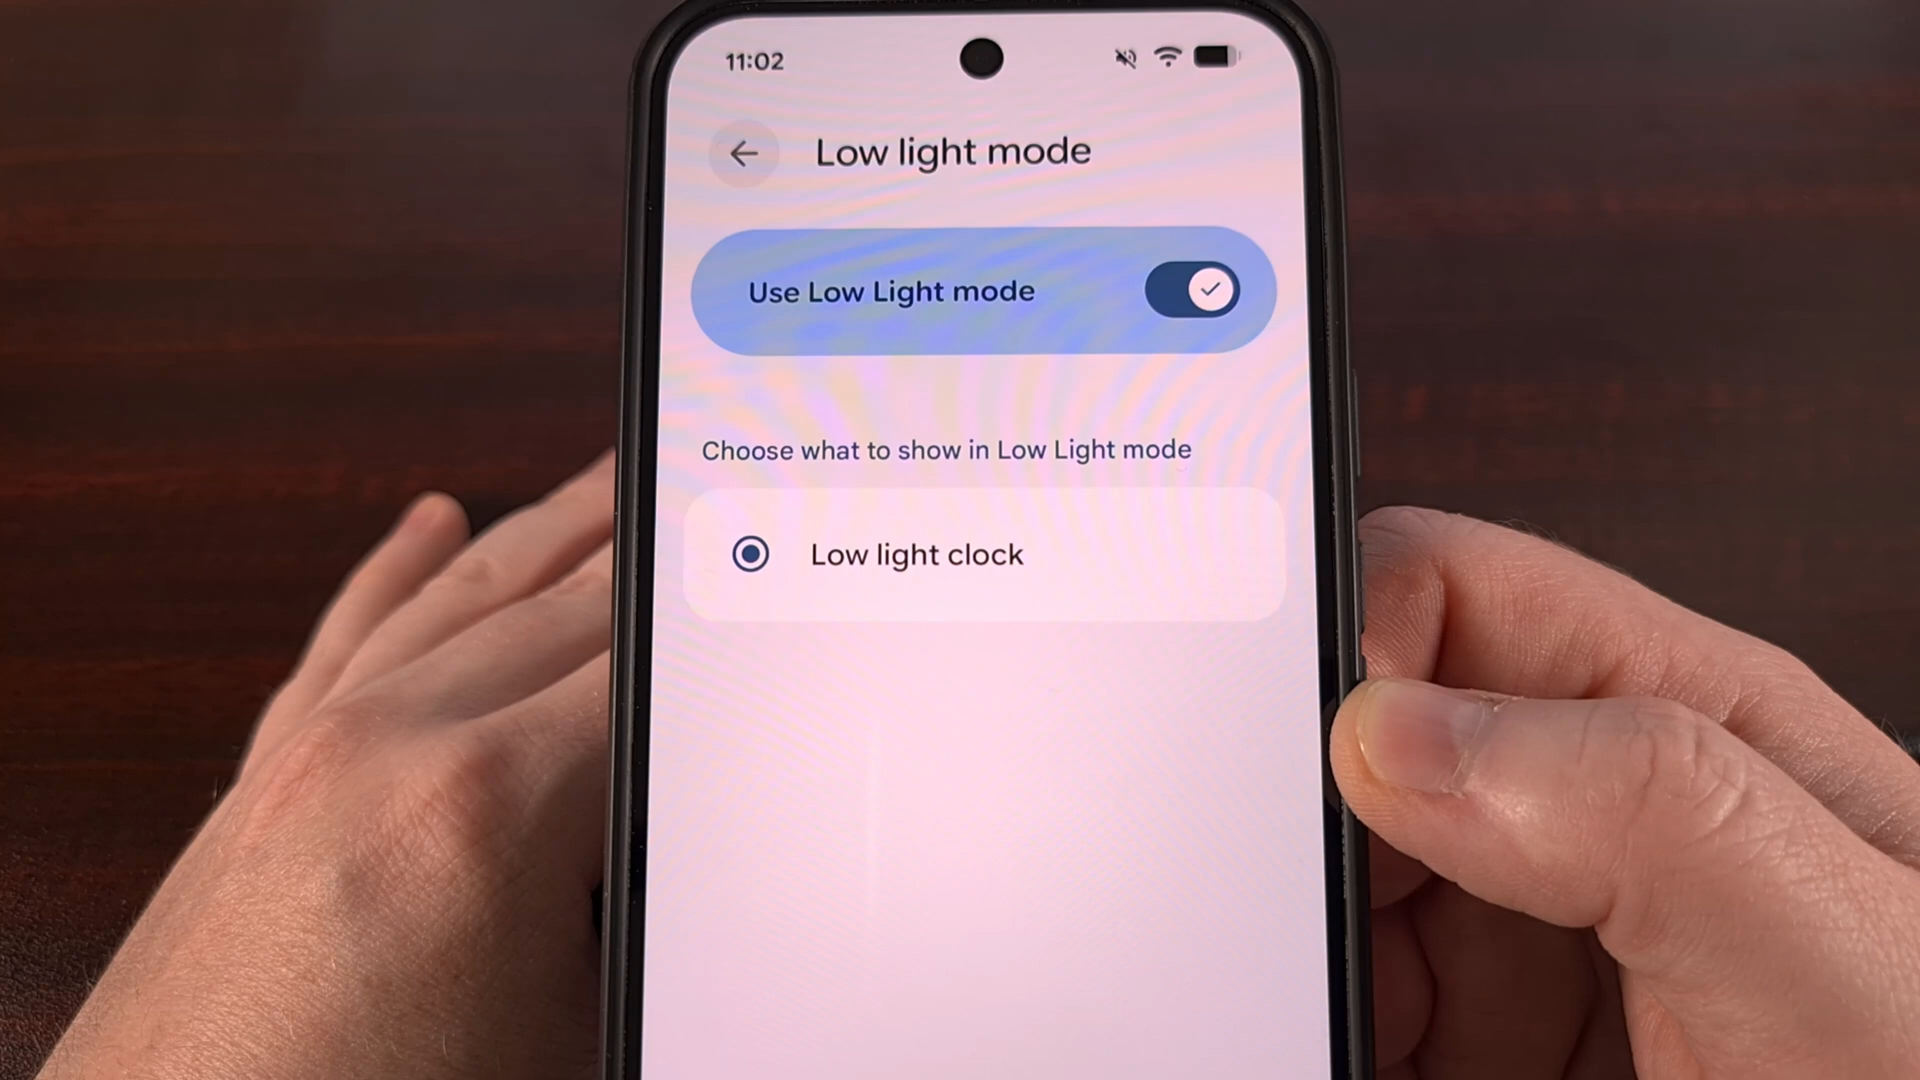 11:02
Low light mode
Use Low Light mode
Choose what to show in Low Light mode
Low light clock